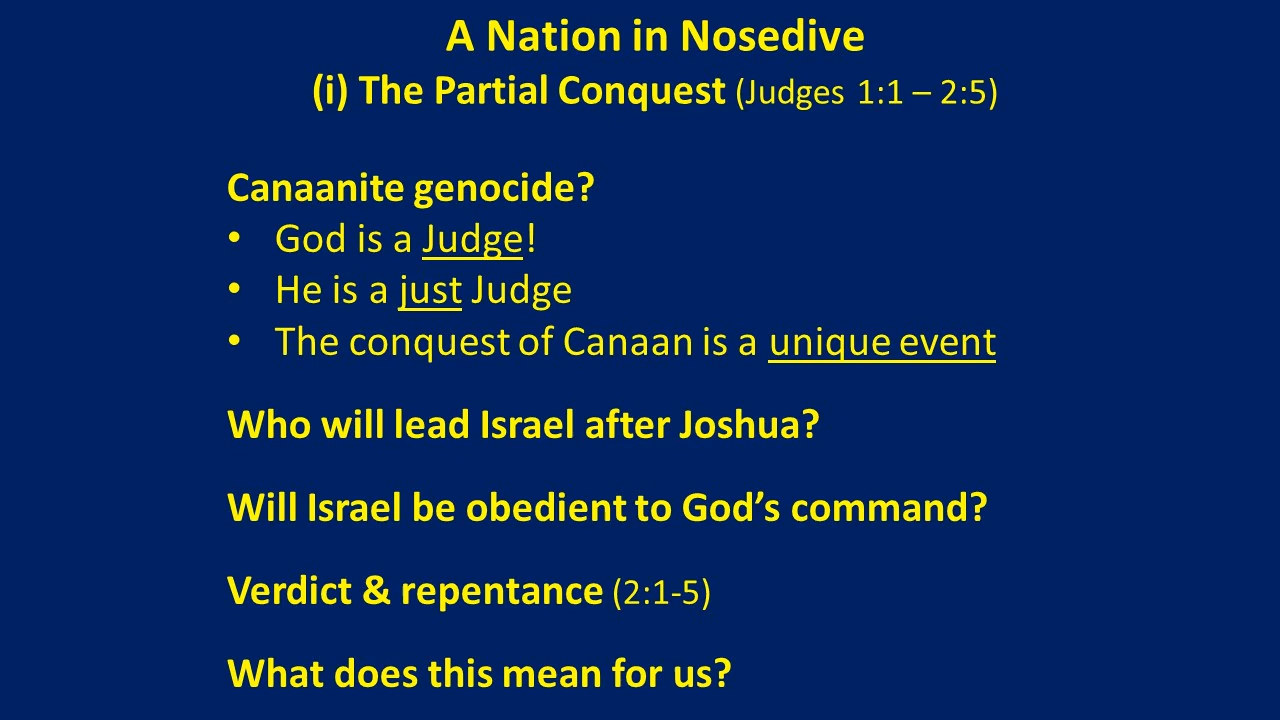 A Nation in Nosedive
(i) The Partial Conquest (Judges 1:1 – 2:5)
Canaanite genocide?
• God is a Judge!
• He is a just Judge
• The conquest of Canaan is a unique event
Who will lead Israel after Joshua?
Will Israel be obedient to God’s command?
Verdict & repentance (2:1-5)
What does this mean for us?